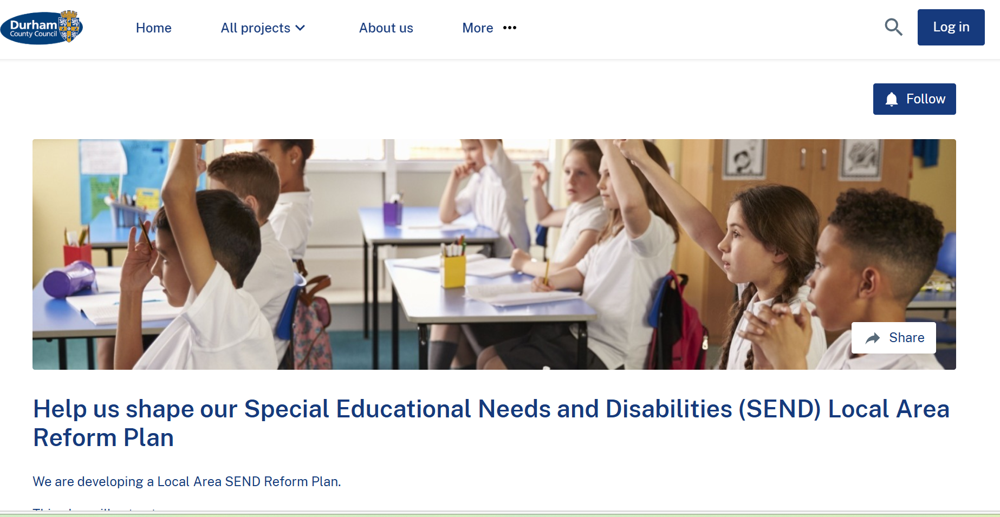 Durham
County Council
Home
All projects
About us
More
Log in
Follow
Share
Help us shape our Special Educational Needs and Disabilities (SEND) Local Area
Reform Plan
We are developing a Local Area SEND Reform Plan.